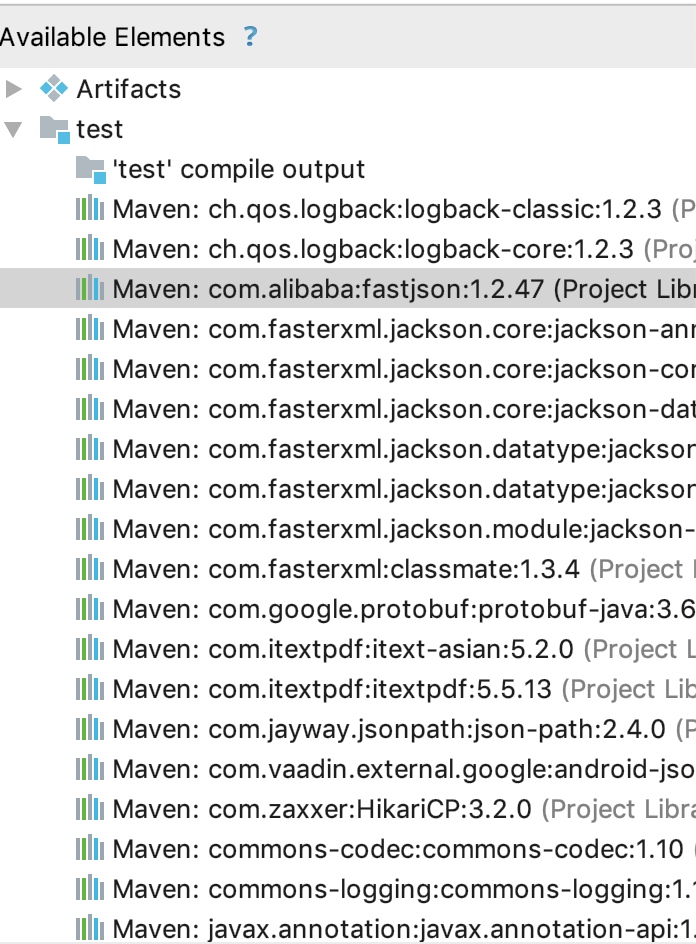 Available Elements ?
Artifacts
test
'test' compile output
Maven: ch.qos.logback:logback-classic:1.2.3 (P
Maven: ch.qos.logback:logback-core:1.2.3 (Proj
Maven: com.alibaba:fastjson:1.2.47 (Project Libr
Maven: com.fasterxml.jackson.core:jackson-ann
Maven: com.fasterxml.jackson.core:jackson-cor
Maven: com.fasterxml.jackson.core:jackson-dat
Maven: com.fasterxml.jackson.datatype:jackson
Maven: com.fasterxml.jackson.datatype:jackson
Maven: com.fasterxml.jackson.module:jackson-
Maven: com.fasterxml:classmate:1.3.4 (Project
Maven: com.google.protobuf:protobuf-java:3.6
Maven: com.itextpdf:itext-asian:5.2.0 (Project L
Maven: com.itextpdf:itextpdf:5.5.13 (Project Lib
Maven: com.jayway.jsonpath:json-path:2.4.0 (P
Maven: com.vaadin.external.google:android-jso
Maven: com.zaxxer:HikariCP:3.2.0 (Project Libra
Maven: commons-codec:commons-codec:1.10 (
Maven: commons-logging:commons-logging:1.1
Maven: javax.annotation:javax.annotation-api:1.